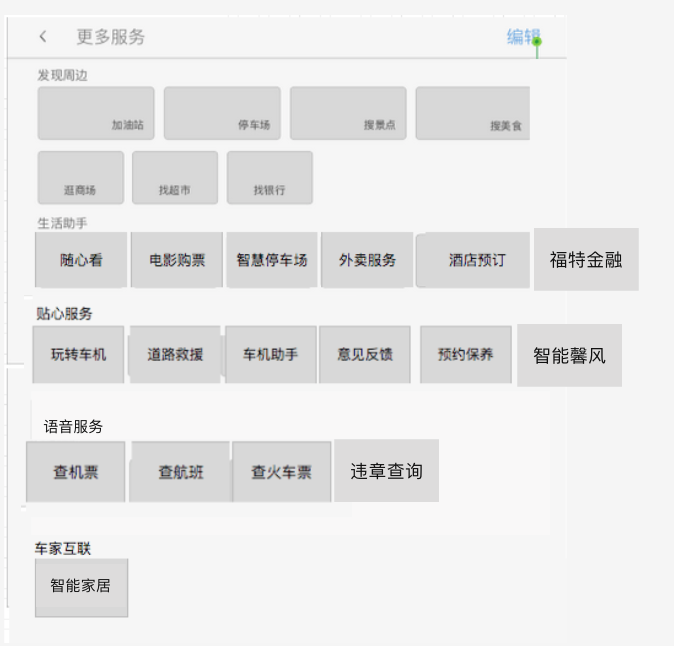 更多服务 编辑
发现周边
加油站 停车场 搜景点 搜美食
逛商场 找超市 找银行
生活助手
随心看 电影购票 智慧停车场 外卖服务 酒店预订 福特金融
贴心服务
玩转车机 道路救援 车机助手 意见反馈 预约保养 智能馨风
语音服务
查机票 查航班 查火车票 违章查询
车家互联
智能家居